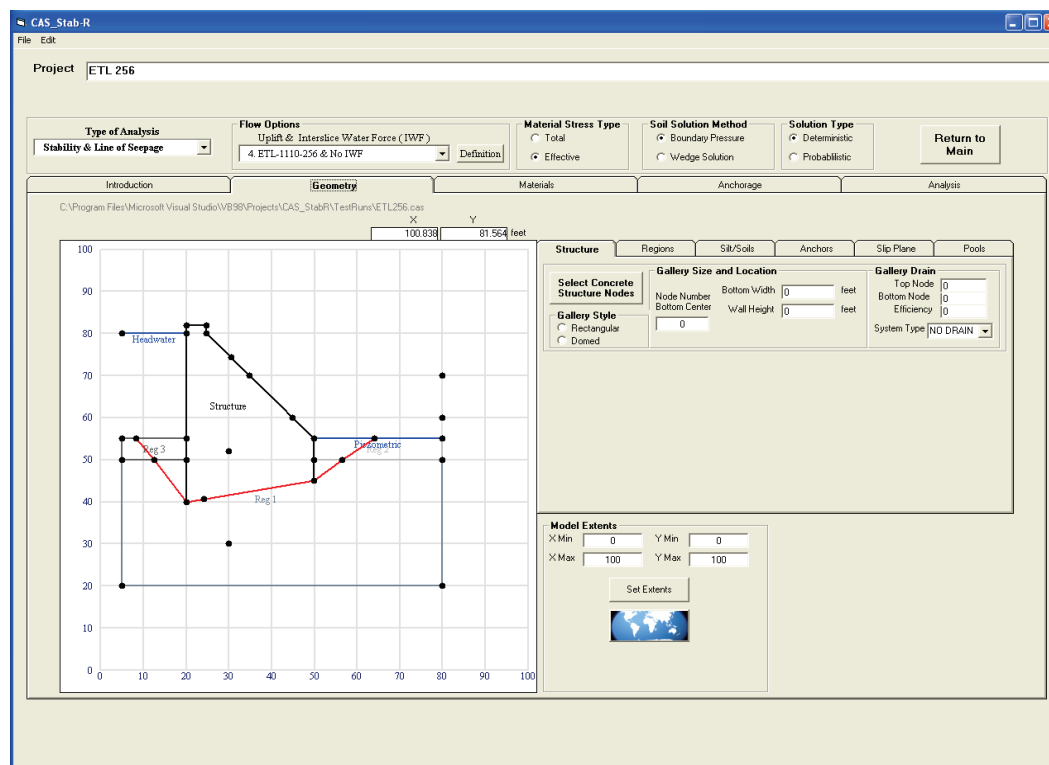 CAS_Stab-R
File Edit
Project ETL 256
Type of Analysis
Stability & Line of Seepage
Flow Options
Uplift & Interslice Water Force ( IWF )
4. ETL-1110-256 & No IWF Definition
Material Stress Type
Total
Effective
Soil Solution Method
Boundary Pressure
Wedge Solution
Solution Type
Deterministic
Probablilistic
Return to
Main
Introduction Geometry Materials Anchorage Analysis
C:\Program Files\Microsoft Visual Studio\VB98\Projects\CAS_StabR\TestRuns\ETL256.cas
X Y
100.838 81.564 feet
100
90
80
70
60
50
40
30
20
10
0
0 10 20 30 40 50 60 70 80 90 100
Headwater
Structure
Reg 3
Piezometric
Reg 2
Reg 1
Structure Regions Silt/Soils Anchors Slip Plane Pools
Select Concrete
Structure Nodes
Gallery Style
Rectangular
Domed
Gallery Size and Location
Node Number
Bottom Center
0
Bottom Width 0 feet
Wall Height 0 feet
Gallery Drain
Top Node 0
Bottom Node 0
Efficiency 0
System Type NO DRAIN
Model Extents
X Min 0 Y Min 0
X Max 100 Y Max 100
Set Extents